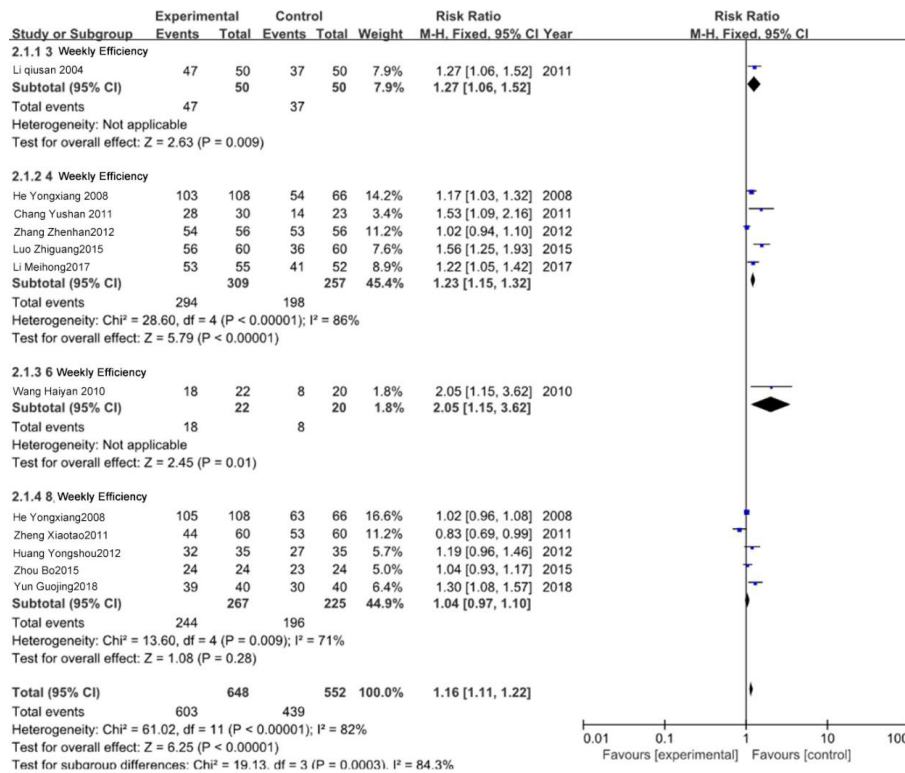 Experimental Control Risk Ratio Risk Ratio
Study or Subgroup Events Total Events Total Weight M-H, Fixed, 95% CI Year M-H, Fixed, 95% CI
2.1.1 3 Weekly Efficiency
Li qiusan 2004 47 50 37 50 7.9% 1.27 [1.06, 1.52] 2011
Subtotal (95% CI) 50 50 7.9% 1.27 [1.06, 1.52]
Total events 47 37
Heterogeneity: Not applicable
Test for overall effect: Z = 2.63 (P = 0.009)
2.1.2 4 Weekly Efficiency
He Yongxiang 2008 103 108 54 66 14.2% 1.17 [1.03, 1.32] 2008
Chang Yushan 2011 28 30 14 23 3.4% 1.53 [1.09, 2.16] 2011
Zhang Zhenhan2012 54 56 53 56 11.2% 1.02 [0.94, 1.10] 2012
Luo Zhiguang2015 56 60 36 60 7.6% 1.56 [1.25, 1.93] 2015
Li Meihong2017 53 55 41 52 8.9% 1.22 [1.05, 1.42] 2017
Subtotal (95% CI) 309 257 45.4% 1.23 [1.15, 1.32]
Total events 294 198
Heterogeneity: Chi² = 28.60, df = 4 (P < 0.00001); I² = 86%
Test for overall effect: Z = 5.79 (P < 0.00001)
2.1.3 6 Weekly Efficiency
Wang Haiyan 2010 18 22 8 20 1.8% 2.05 [1.15, 3.62] 2010
Subtotal (95% CI) 22 20 1.8% 2.05 [1.15, 3.62]
Total events 18 8
Heterogeneity: Not applicable
Test for overall effect: Z = 2.45 (P = 0.01)
2.1.4 8, Weekly Efficiency
He Yongxiang2008 105 108 63 66 16.6% 1.02 [0.96, 1.08] 2008
Zheng Xiaotao2011 44 60 53 60 11.2% 0.83 [0.69, 0.99] 2011
Huang Yongshou2012 32 35 27 35 5.7% 1.19 [0.96, 1.46] 2012
Zhou Bo2015 24 24 23 24 5.0% 1.04 [0.93, 1.17] 2015
Yun Guojing2018 39 40 30 40 6.4% 1.30 [1.08, 1.57] 2018
Subtotal (95% CI) 267 225 44.9% 1.04 [0.97, 1.10]
Total events 244 196
Heterogeneity: Chi² = 13.60, df = 4 (P = 0.009); I² = 71%
Test for overall effect: Z = 1.08 (P = 0.28)
Total (95% CI) 648 552 100.0% 1.16 [1.11, 1.22]
Total events 603 439
Heterogeneity: Chi² = 61.02, df = 11 (P < 0.00001); I² = 82%
Test for overall effect: Z = 6.25 (P < 0.00001)
Test for subgroup differences: Chi² = 19.13, df = 3 (P = 0.0003), I² = 84.3%
0.01 0.1 1 10 100
Favours [experimental] Favours [control]